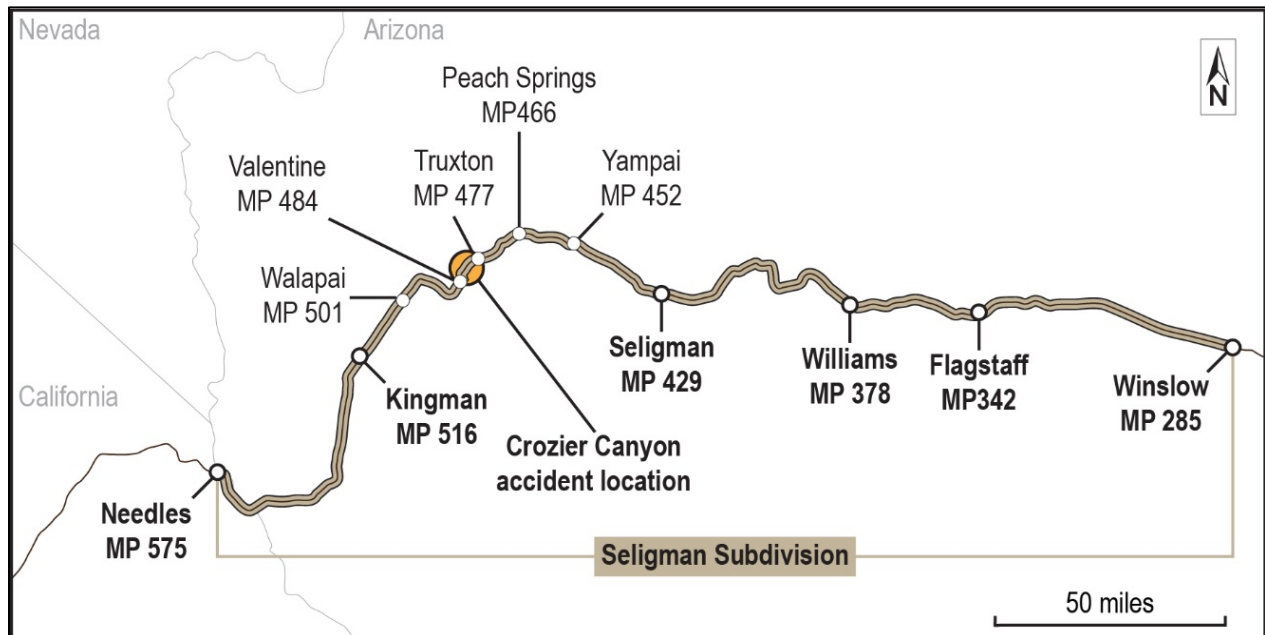 Nevada
Arizona
N
Peach Springs
MP466
Valentine
MP 484
Truxton
MP 477
Yampai
MP 452
Walapai
MP 501
California
Kingman
MP 516
Crozier Canyon
accident location
Seligman
MP 429
Williams
MP 378
Flagstaff
MP342
Winslow
MP 285
Needles
MP 575
Seligman Subdivision
50 miles